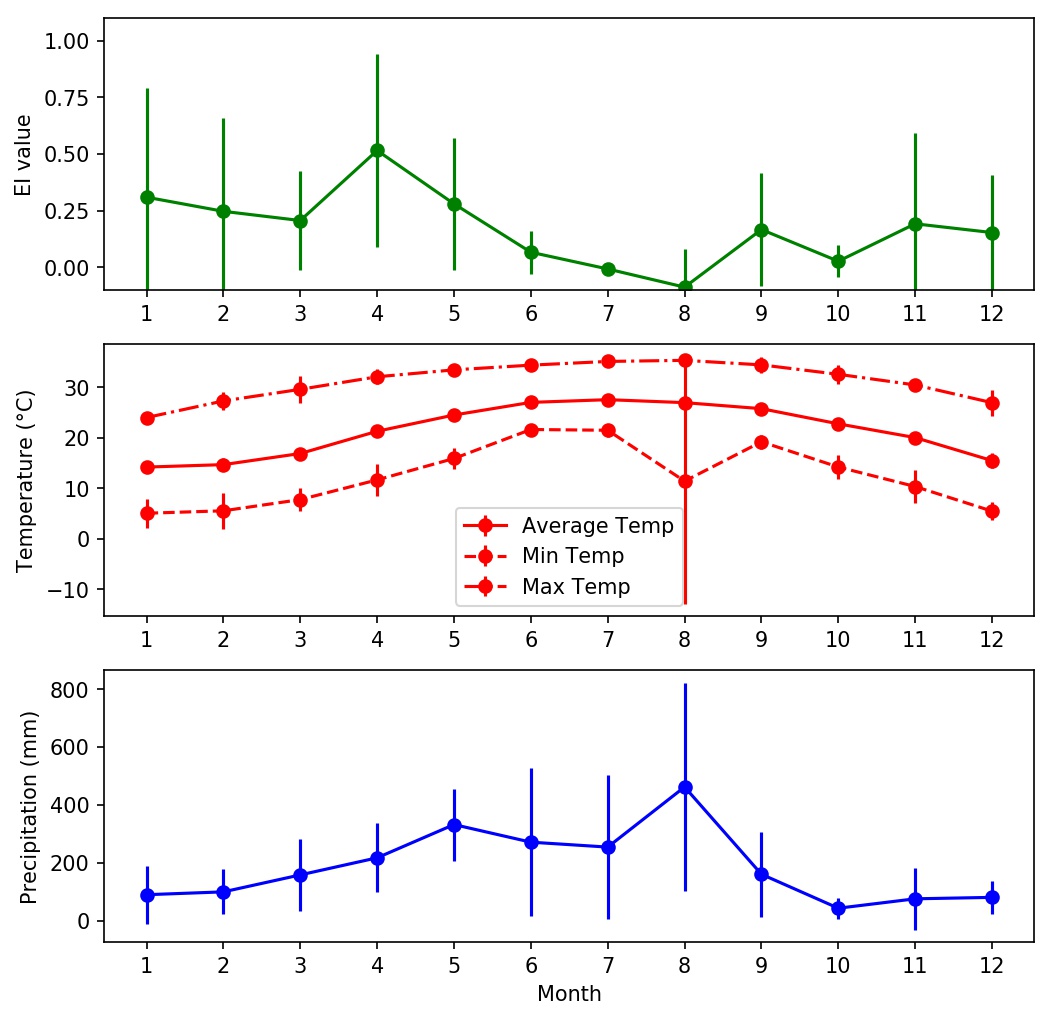 1.00
0.75
0.50
0.25
0.00
EI value
1 2 3 4 5 6 7 8 9 10 11 12
30
20
10
0
−10
Temperature (°C)
Average Temp
Min Temp
Max Temp
1 2 3 4 5 6 7 8 9 10 11 12
800
600
400
200
0
Precipitation (mm)
1 2 3 4 5 6 7 8 9 10 11 12
Month